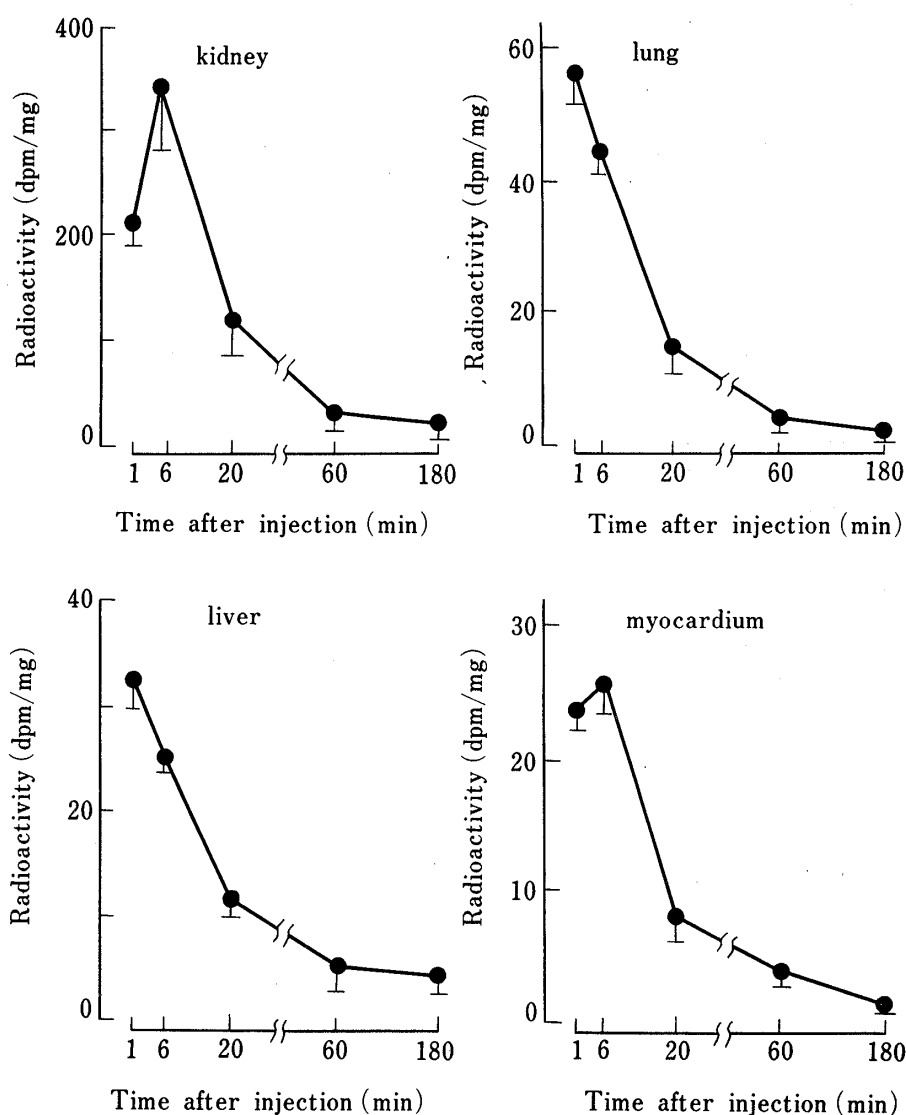 kidney
Radioactivity (dpm/mg)
400
200
0
1 6 20 60 180
Time after injection (min)
lung
Radioactivity (dpm/mg)
60
40
20
0
1 6 20 60 180
Time after injection (min)
liver
Radioactivity (dpm/mg)
40
20
0
1 6 20 60 180
Time after injection (min)
myocardium
Radioactivity (dpm/mg)
30
20
10
0
1 6 20 60 180
Time after injection (min)